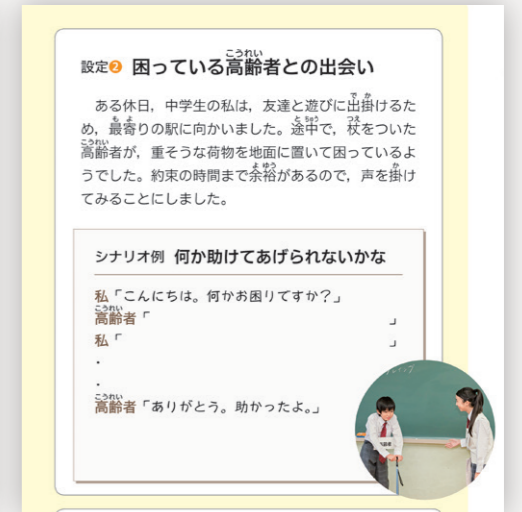 設定❷ 困っている高齢者との出会い
ある休日，中学生の私は，友達と遊びに出掛けるた
め，最寄りの駅に向かいました。途中で，杖をついた
高齢者が，重そうな荷物を地面に置いて困っているよ
うでした。約束の時間まで余裕があるので，声を掛け
てみることにしました。
シナリオ例 何か助けてあげられないかな
私「こんにちは。何かお困りですか？」
高齢者「 」
私「 」
・
・
高齢者「ありがとう。助かったよ。」